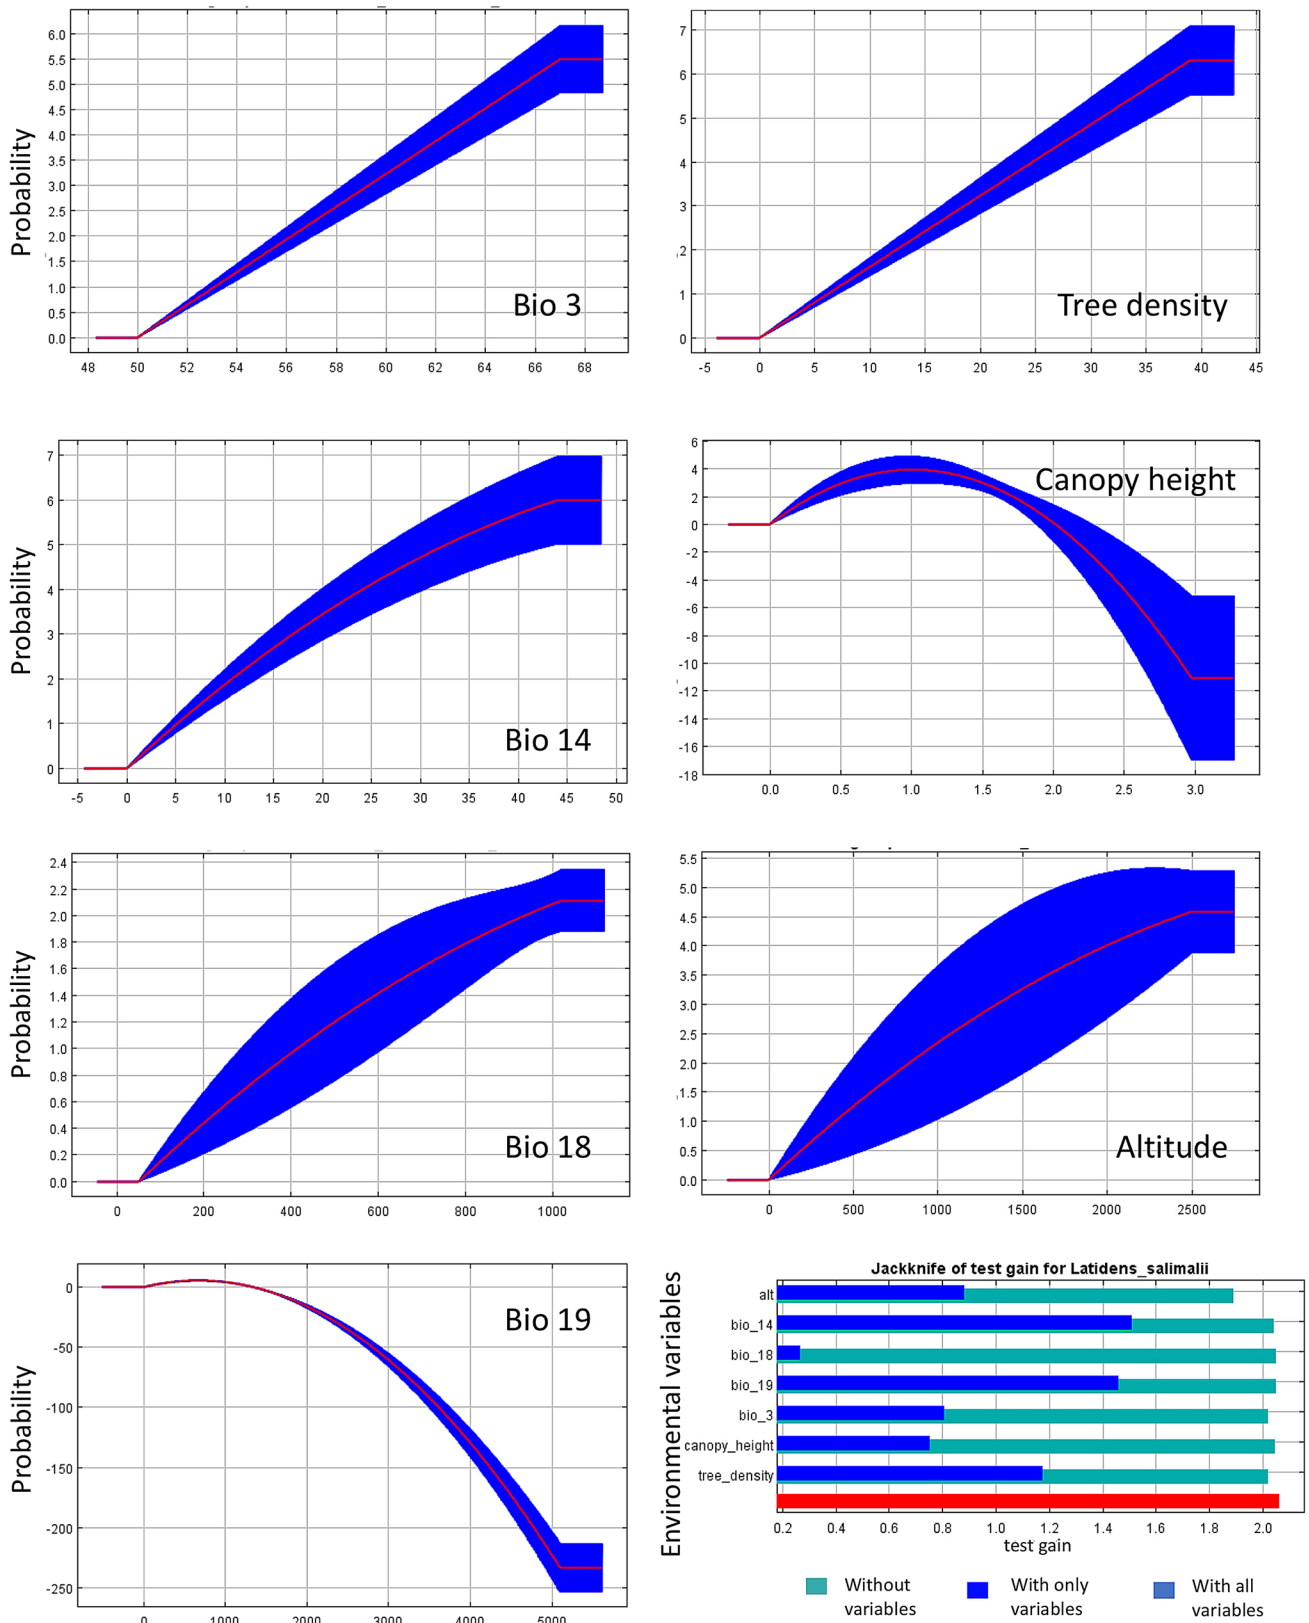 6.0
5.5
5.0
4.5
4.0
3.5
3.0
2.5
2.0
1.5
1.0
0.5
0.0
Probability
Bio 3
48 50 52 54 56 58 60 62 64 66 68
7
6
5
4
3
2
1
0
Tree density
-5 0 5 10 15 20 25 30 35 40 45
7
6
5
4
3
2
1
0
Probability
Bio 14
-5 0 5 10 15 20 25 30 35 40 45 50
6
4
2
0
-2
-4
-6
-8
-10
-12
-14
-16
-18
Canopy height
0.0 0.5 1.0 1.5 2.0 2.5 3.0
2.4
2.2
2.0
1.8
1.6
1.4
1.2
1.0
0.8
0.6
0.4
0.2
0.0
Probability
Bio 18
0 200 400 600 800 1000
5.5
5.0
4.5
4.0
3.5
3.0
2.5
2.0
1.5
1.0
0.5
0.0
Altitude
0 500 1000 1500 2000 2500
0
-50
-100
-150
-200
-250
Probability
Bio 19
0 1000 2000 3000 4000 5000
Jackknife of test gain for Latidens_salimalii
Environmental variables
alt
bio_14
bio_18
bio_19
bio_3
canopy_height
tree_density
0.2 0.4 0.6 0.8 1.0 1.2 1.4 1.6 1.8 2.0
test gain
Without
variables
With only
variables
With all
variables